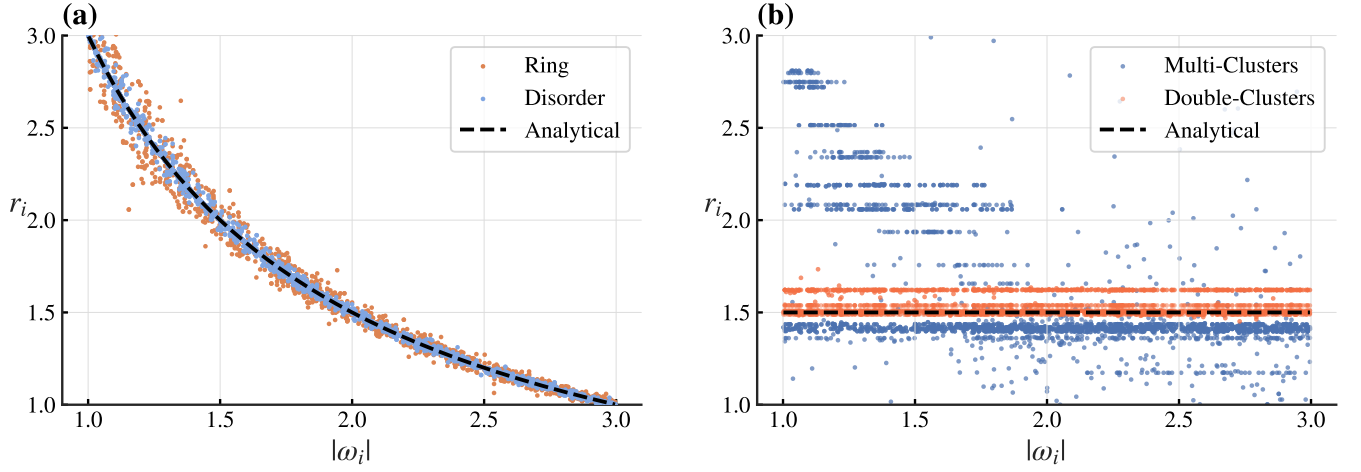 (a)
3.0
2.5
2.0
1.5
1.0
r_i
1.0
1.5
2.0
2.5
3.0
|ω_i|
Ring
Disorder
Analytical
(b)
3.0
2.5
2.0
1.5
1.0
r_i
1.0
1.5
2.0
2.5
3.0
|ω_i|
Multi-Clusters
Double-Clusters
Analytical